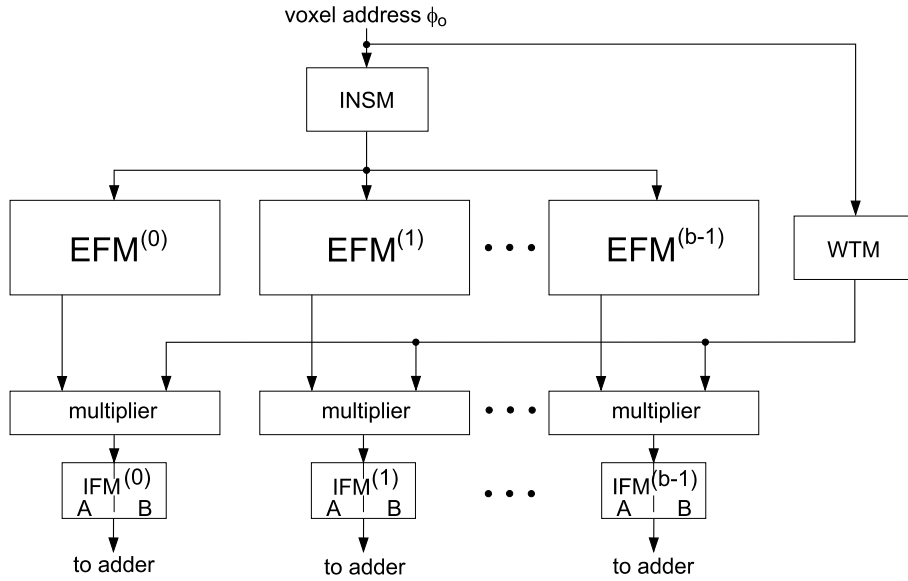 voxel address ϕo
INSM
EFM(0)
EFM(1)
• • •
EFM(b-1)
WTM
multiplier
multiplier
• • •
multiplier
IFM(0)
A B
IFM(1)
A B
• • •
IFM(b-1)
A B
to adder
to adder
to adder